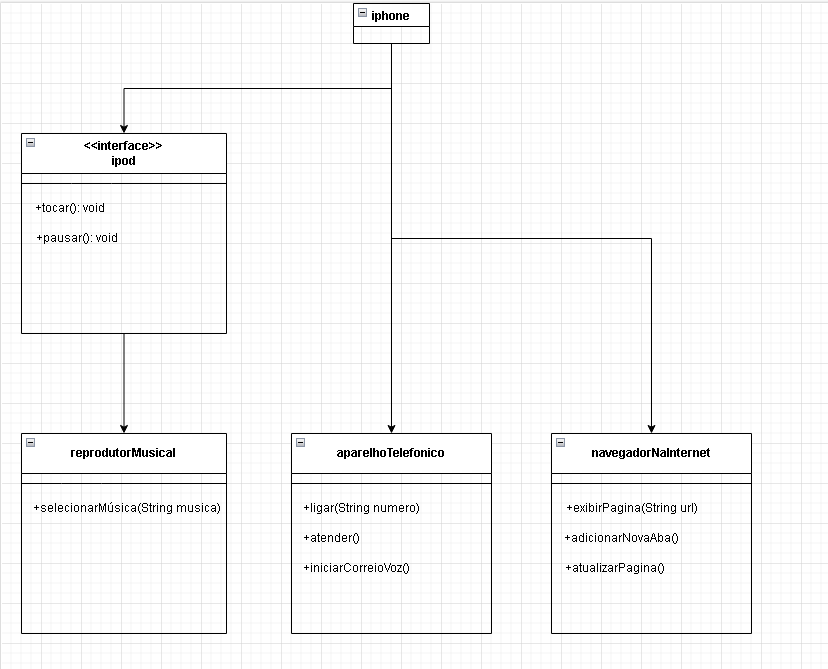 iphone
<<interface>>
ipod
+tocar(): void
+pausar(): void
reprodutorMusical
+selecionarMúsica(String musica)
aparelhoTelefonico
+ligar(String numero)
+atender()
+iniciarCorreioVoz()
navegadorNaInternet
+exibirPagina(String url)
+adicionarNovaAba()
+atualizarPagina()